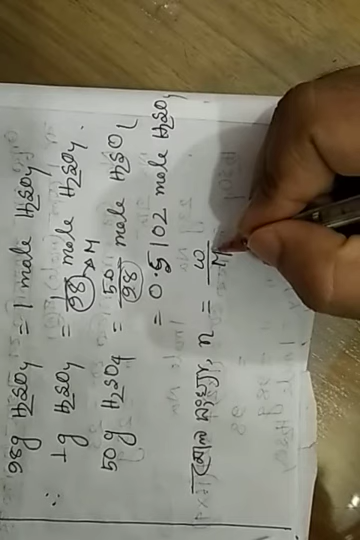 98g H₂SO₄ = 1 mole H₂SO₄
∴ 1g H₂SO₄ = 1/98 mole H₂SO₄.
→ M
50g H₂SO₄ = 50/98 mole H₂SO₄
= 0.5102 mole H₂SO₄
মোল সংখ্যা, n = w/M